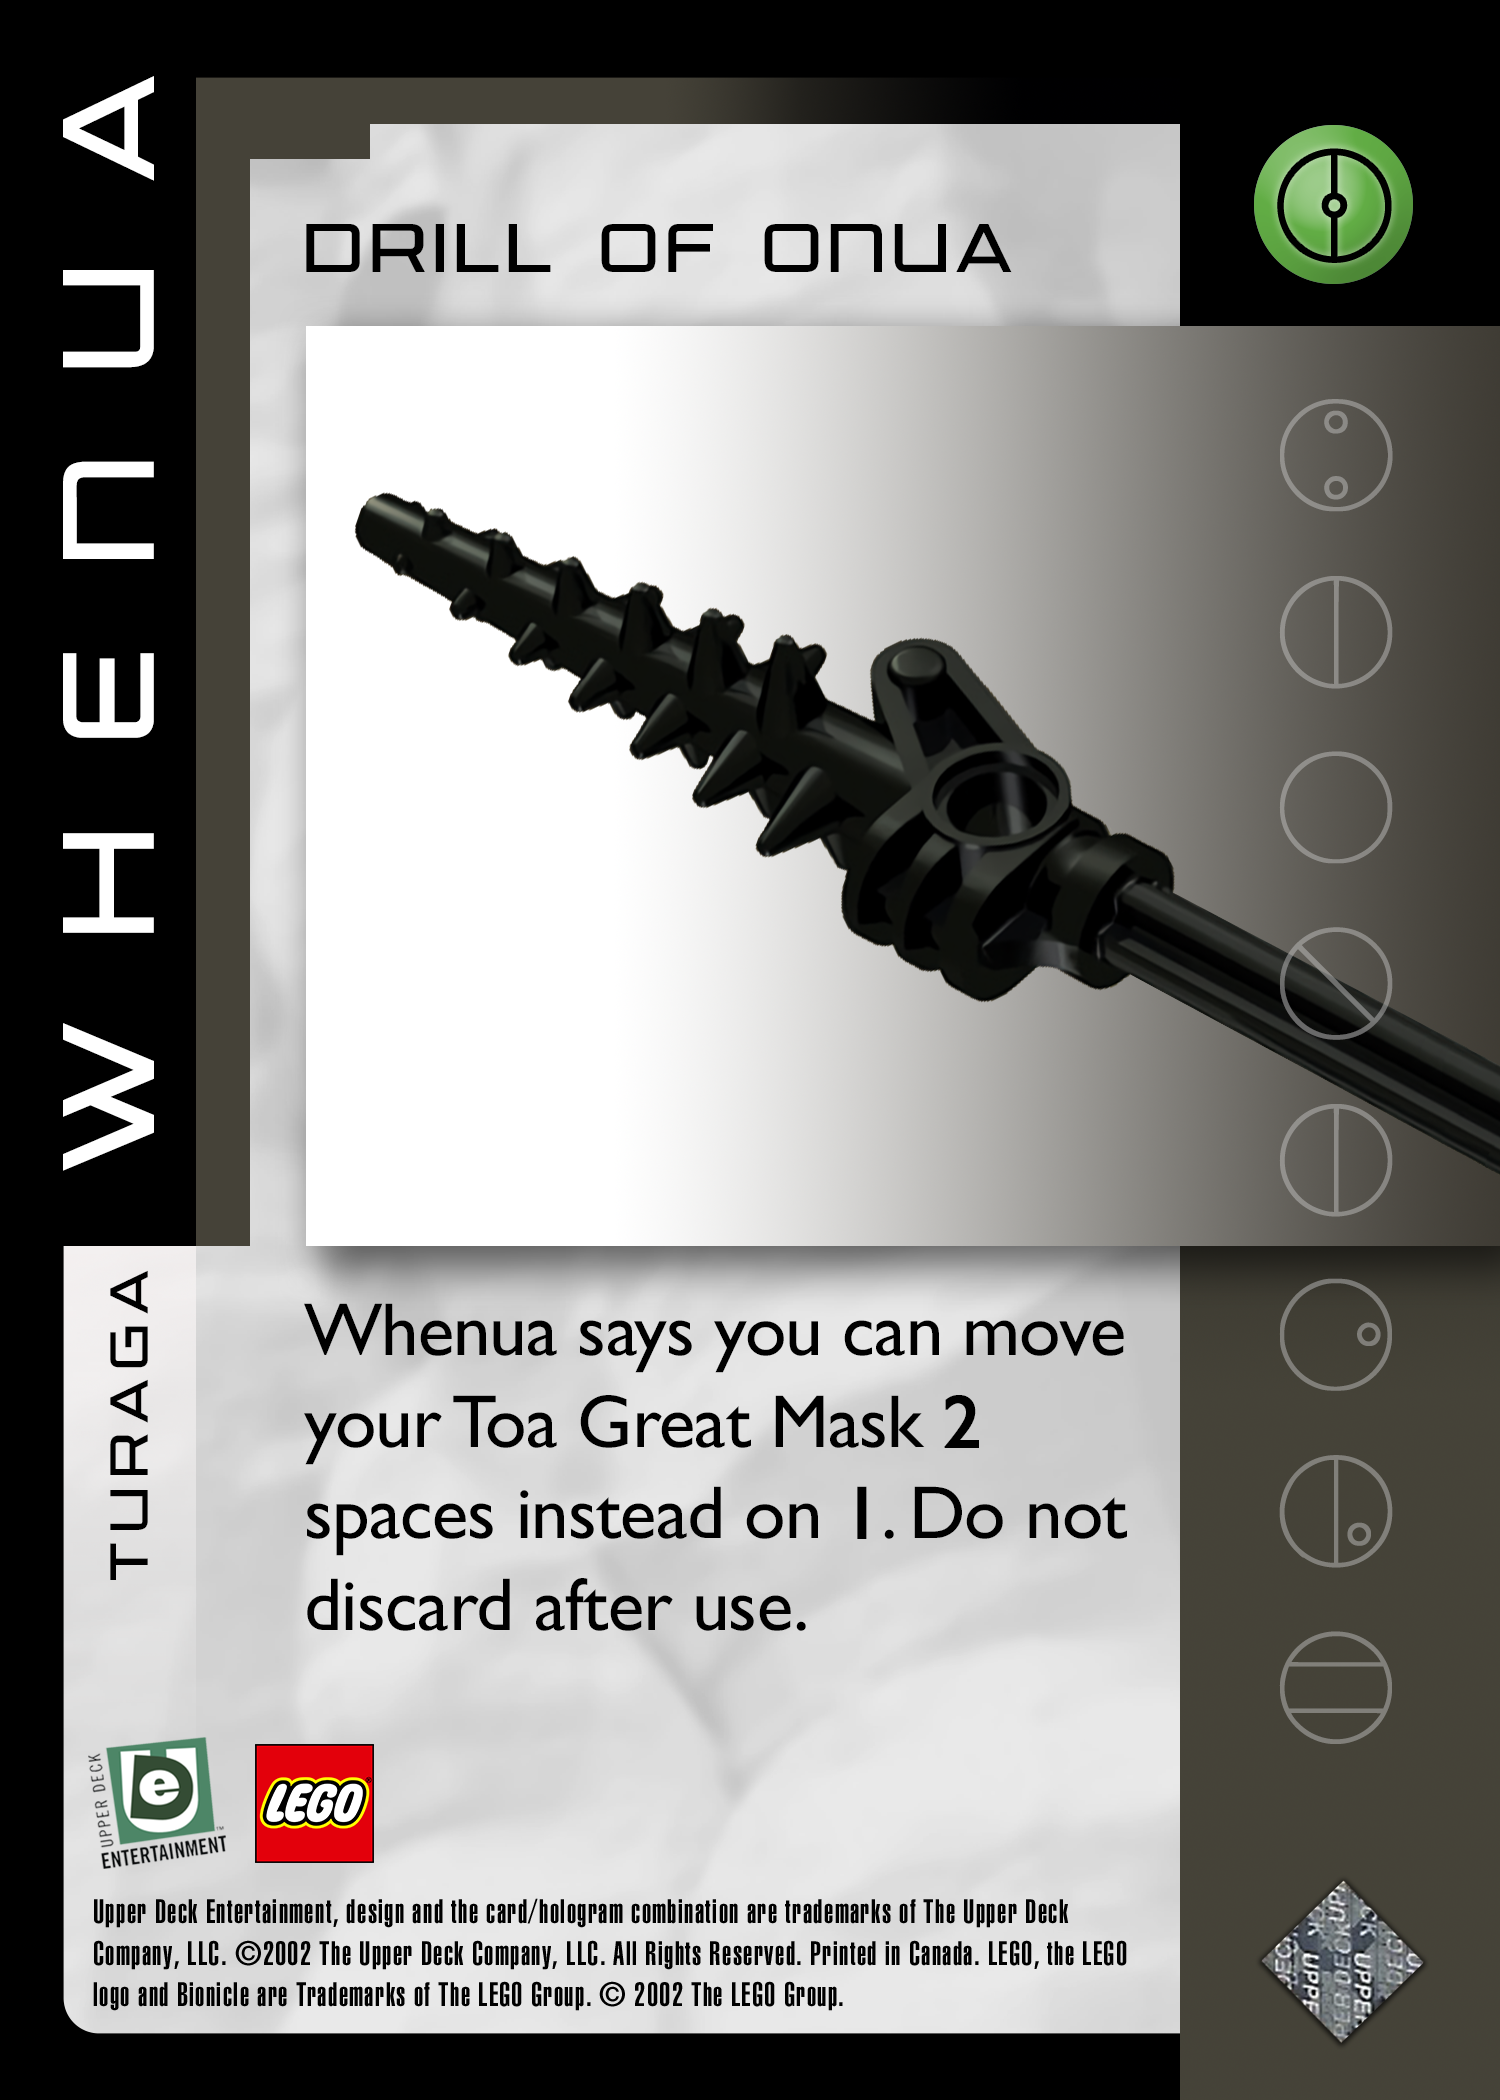 WHENUA
TURAGA
DRILL OF ONUA
Whenua says you can move
your Toa Great Mask 2
spaces instead on 1. Do not
discard after use.
UPPER DECK
ENTERTAINMENT
LEGO
Upper Deck Entertainment, design and the card/hologram combination are trademarks of The Upper Deck
Company, LLC. ©2002 The Upper Deck Company, LLC. All Rights Reserved. Printed in Canada. LEGO, the LEGO
logo and Bionicle are Trademarks of The LEGO Group. © 2002 The LEGO Group.